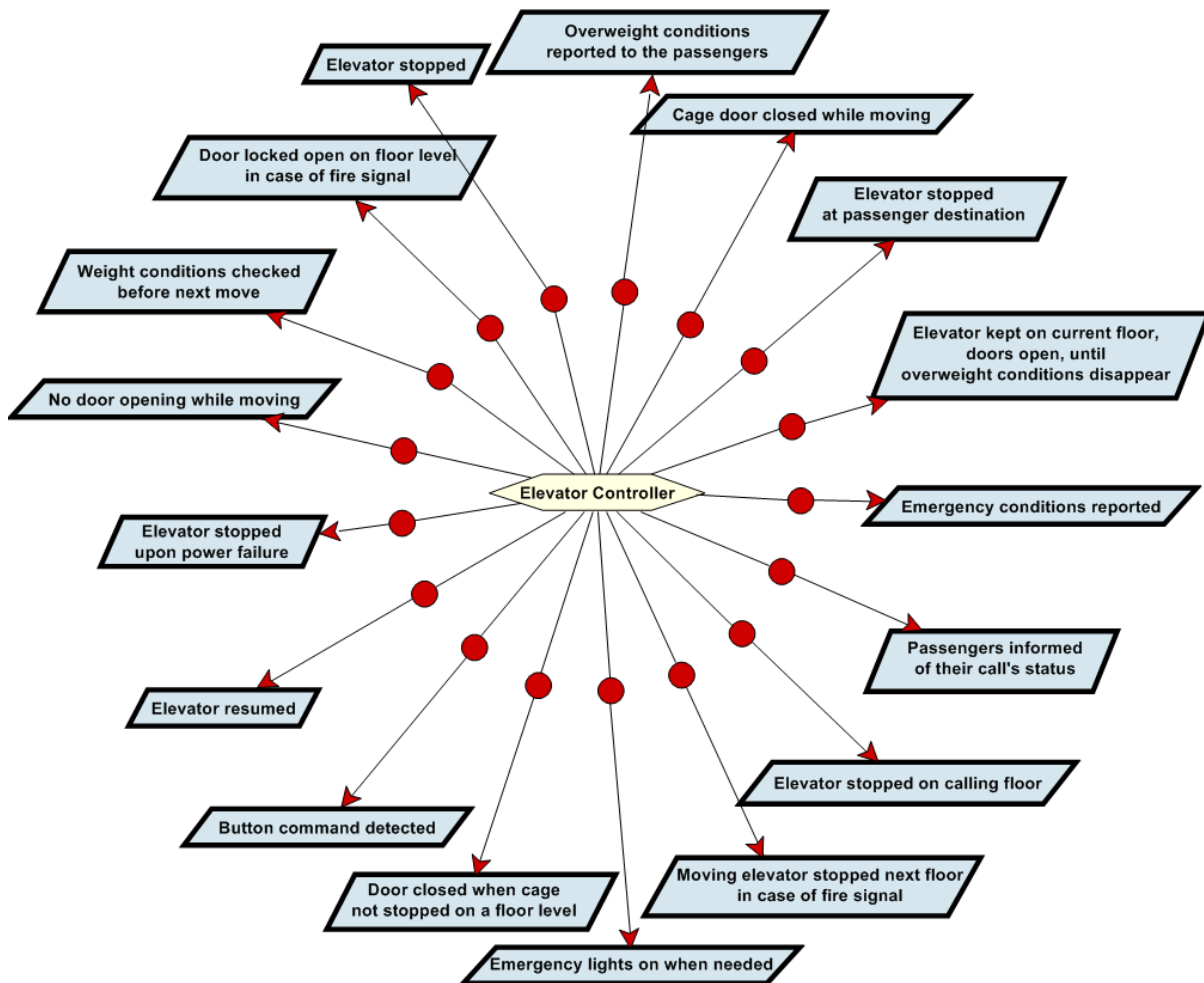 Overweight conditions
reported to the passengers
Elevator stopped
Cage door closed while moving
Door locked open on floor level
in case of fire signal
Elevator stopped
at passenger destination
Weight conditions checked
before next move
Elevator kept on current floor,
doors open, until
overweight conditions disappear
No door opening while moving
Elevator Controller
Emergency conditions reported
Elevator stopped
upon power failure
Passengers informed
of their call's status
Elevator resumed
Elevator stopped on calling floor
Button command detected
Moving elevator stopped next floor
in case of fire signal
Door closed when cage
not stopped on a floor level
Emergency lights on when needed